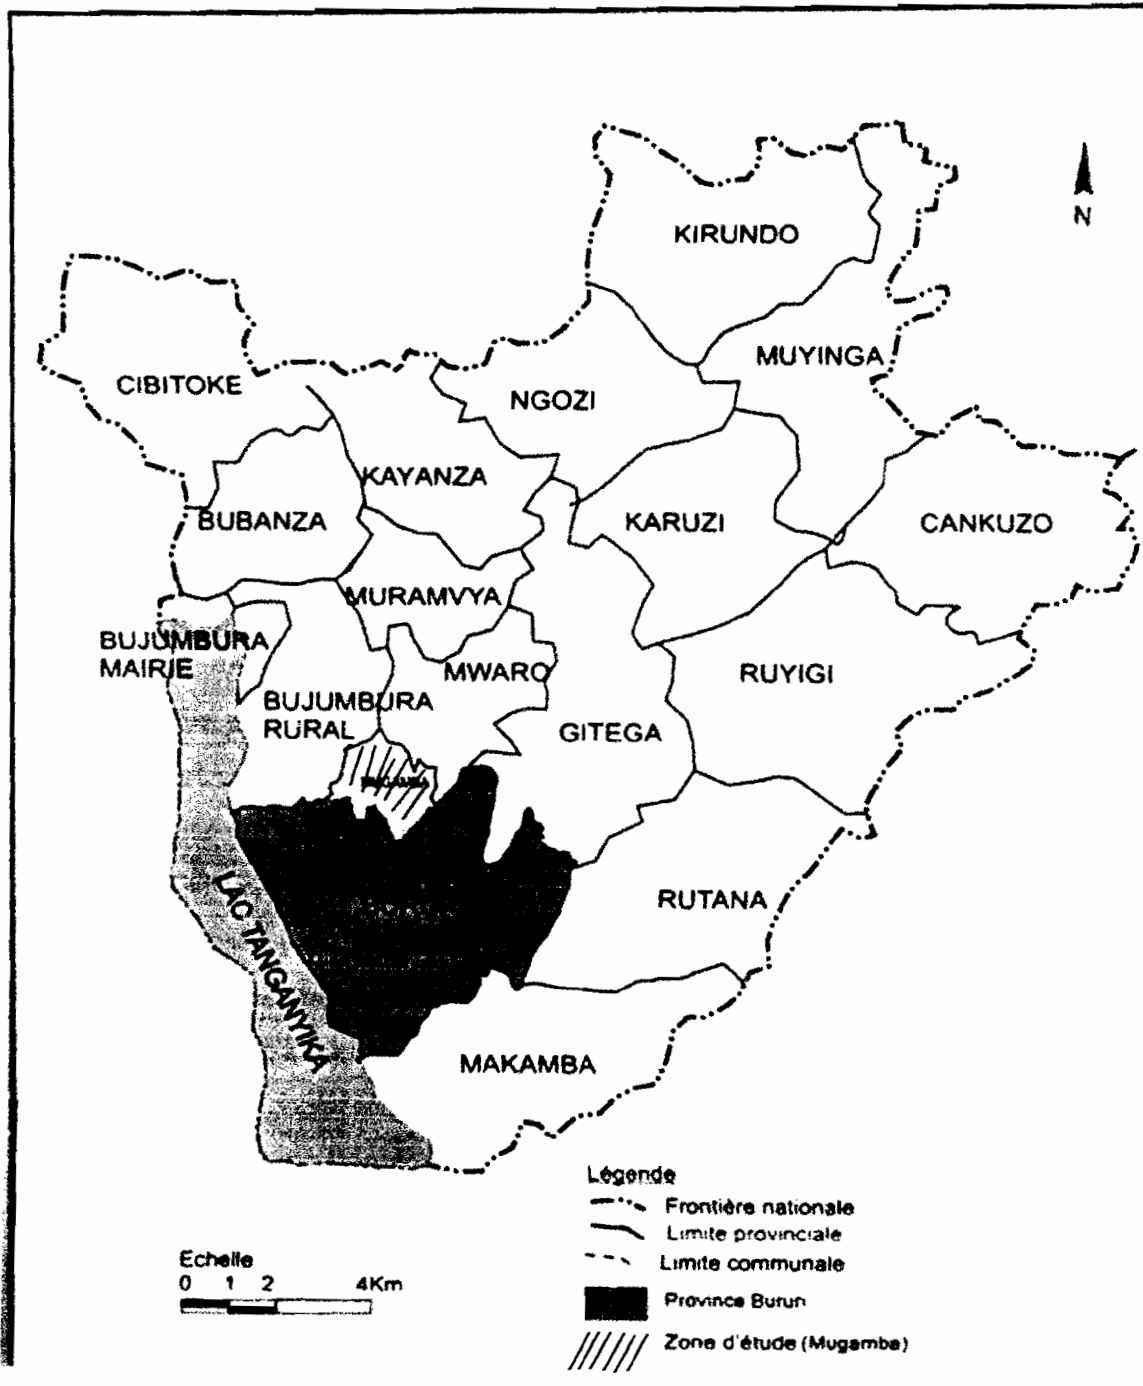 N
KIRUNDO
MUYINGA
CIBITOKE
NGOZI
KAYANZA
BUBANZA
KARUZI
CANKUZO
MURAMVYA
BUJUMBURA
MAIRIE
MWARO
RUYIGI
BUJUMBURA
RURAL
GITEGA
LAC TANGANYIKA
RUTANA
MAKAMBA
Légende
Frontière nationale
Limite provinciale
Limite communale
Province Bururi
Zone d'étude (Mugamba)
Echelle
0 1 2 4Km